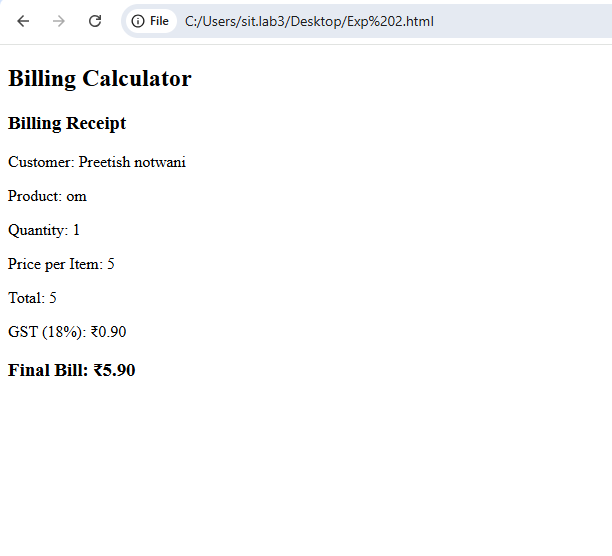 File C:/Users/sit.lab3/Desktop/Exp%202.html
Billing Calculator
Billing Receipt
Customer: Preetish notwani
Product: om
Quantity: 1
Price per Item: 5
Total: 5
GST (18%): ₹0.90
Final Bill: ₹5.90